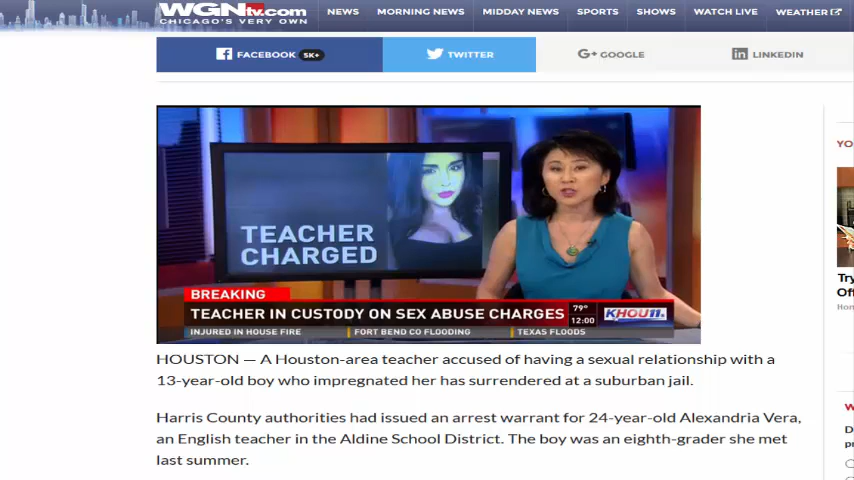 WGNtv.com
CHICAGO'S VERY OWN
NEWS MORNING NEWS MIDDAY NEWS SPORTS SHOWS WATCH LIVE WEATHER
FACEBOOK 5K+ TWITTER G+ GOOGLE in LINKEDIN
YO
TEACHER
CHARGED
BREAKING
TEACHER IN CUSTODY ON SEX ABUSE CHARGES 79° 12:00 KHOU11
INJURED IN HOUSE FIRE FORT BEND CO FLOODING TEXAS FLOODS
Try
Off
Hom
HOUSTON — A Houston-area teacher accused of having a sexual relationship with a
13-year-old boy who impregnated her has surrendered at a suburban jail.
Harris County authorities had issued an arrest warrant for 24-year-old Alexandria Vera,
an English teacher in the Aldine School District. The boy was an eighth-grader she met
last summer.
W
D
p